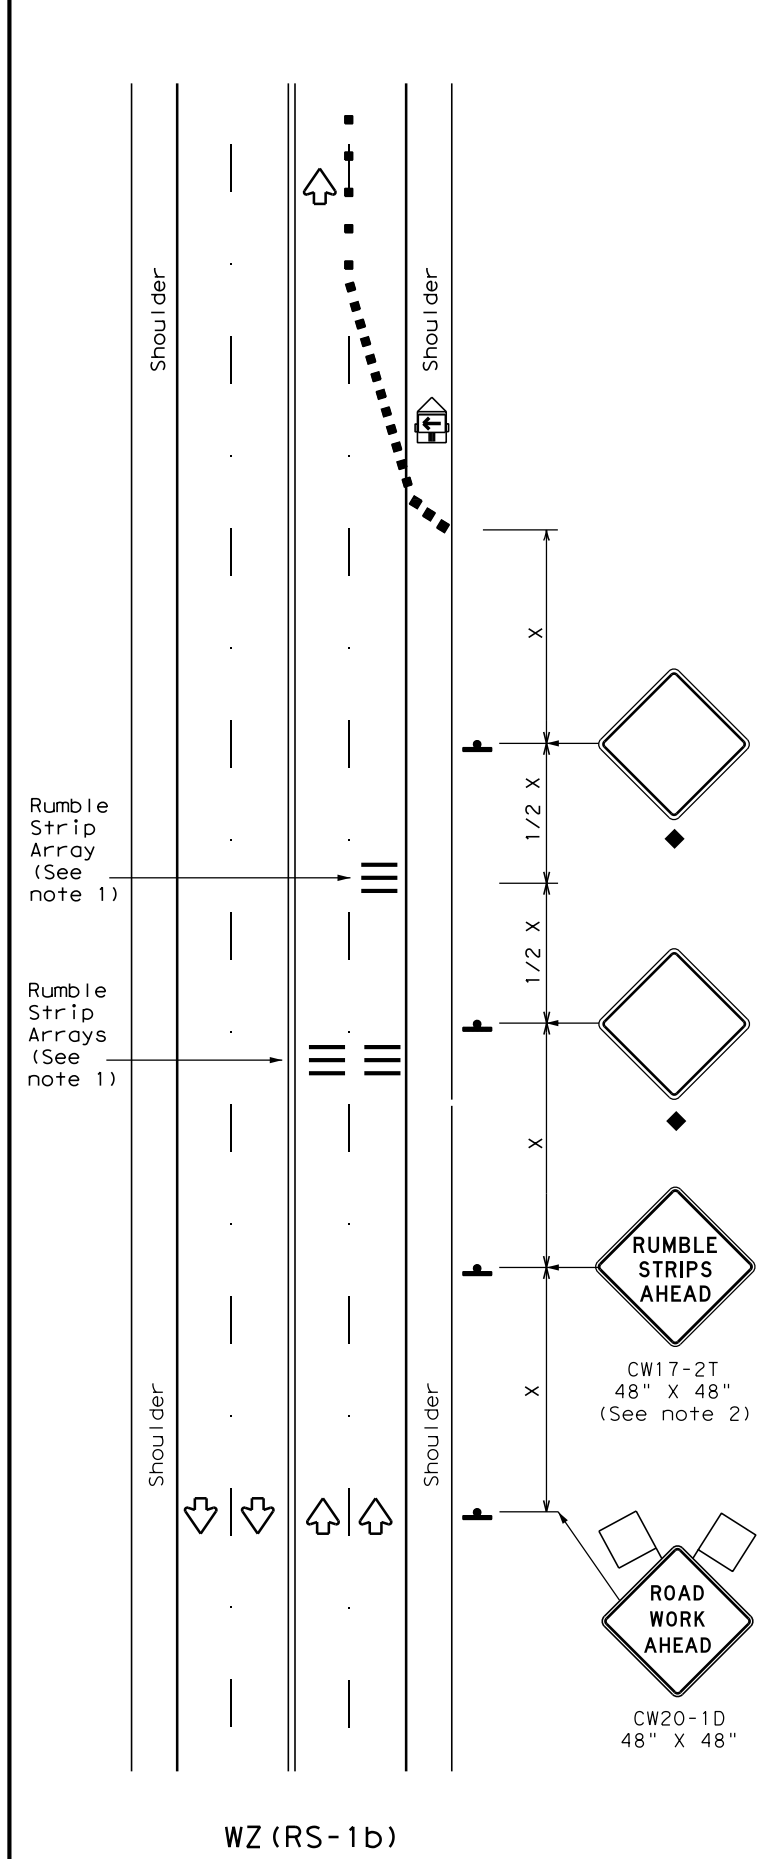 Shoulder
Shoulder
X
1/2 X
Rumble
Strip
Array
(See
note 1)
1/2 X
Rumble
Strip
Arrays
(See
note 1)
X
RUMBLE
STRIPS
AHEAD
CW17-2T
48" X 48"
(See note 2)
X
Shoulder
Shoulder
ROAD
WORK
AHEAD
CW20-1D
48" X 48"
WZ(RS-1b)